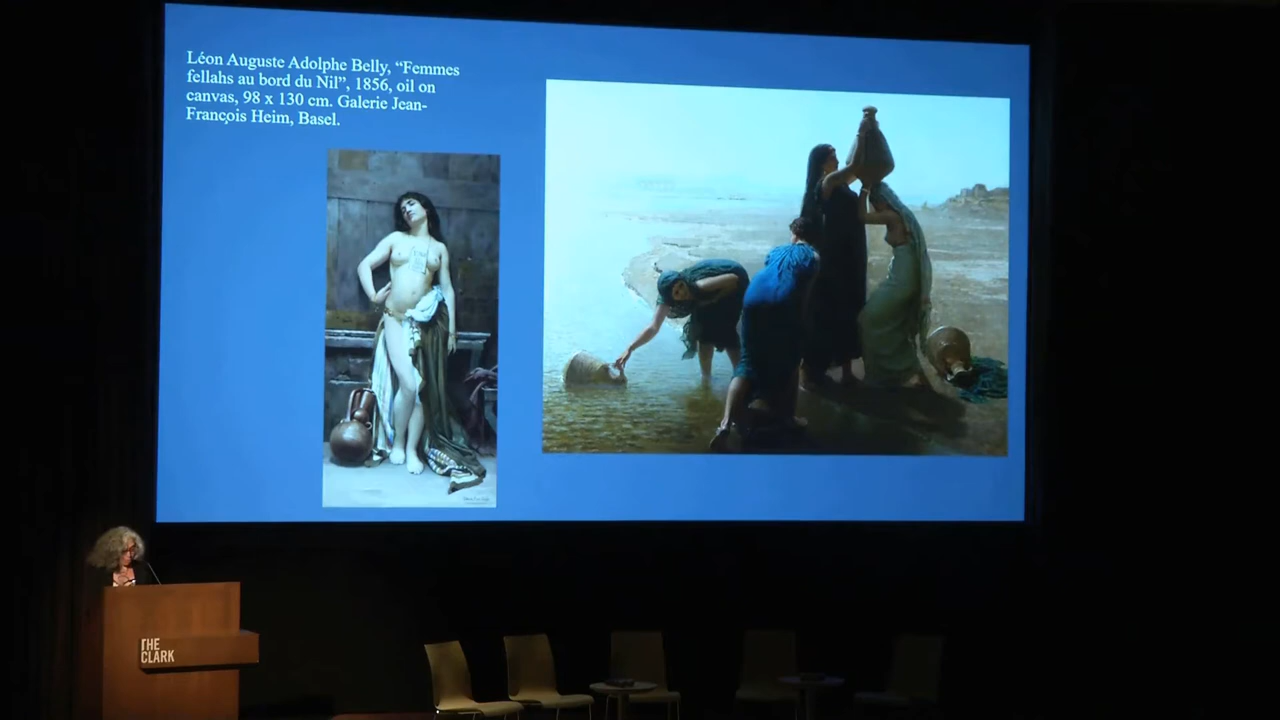 Léon Auguste Adolphe Belly, “Femmes
fellahs au bord du Nil”, 1856, oil on
canvas, 98 x 130 cm. Galerie Jean-
François Heim, Basel.
THE
CLARK